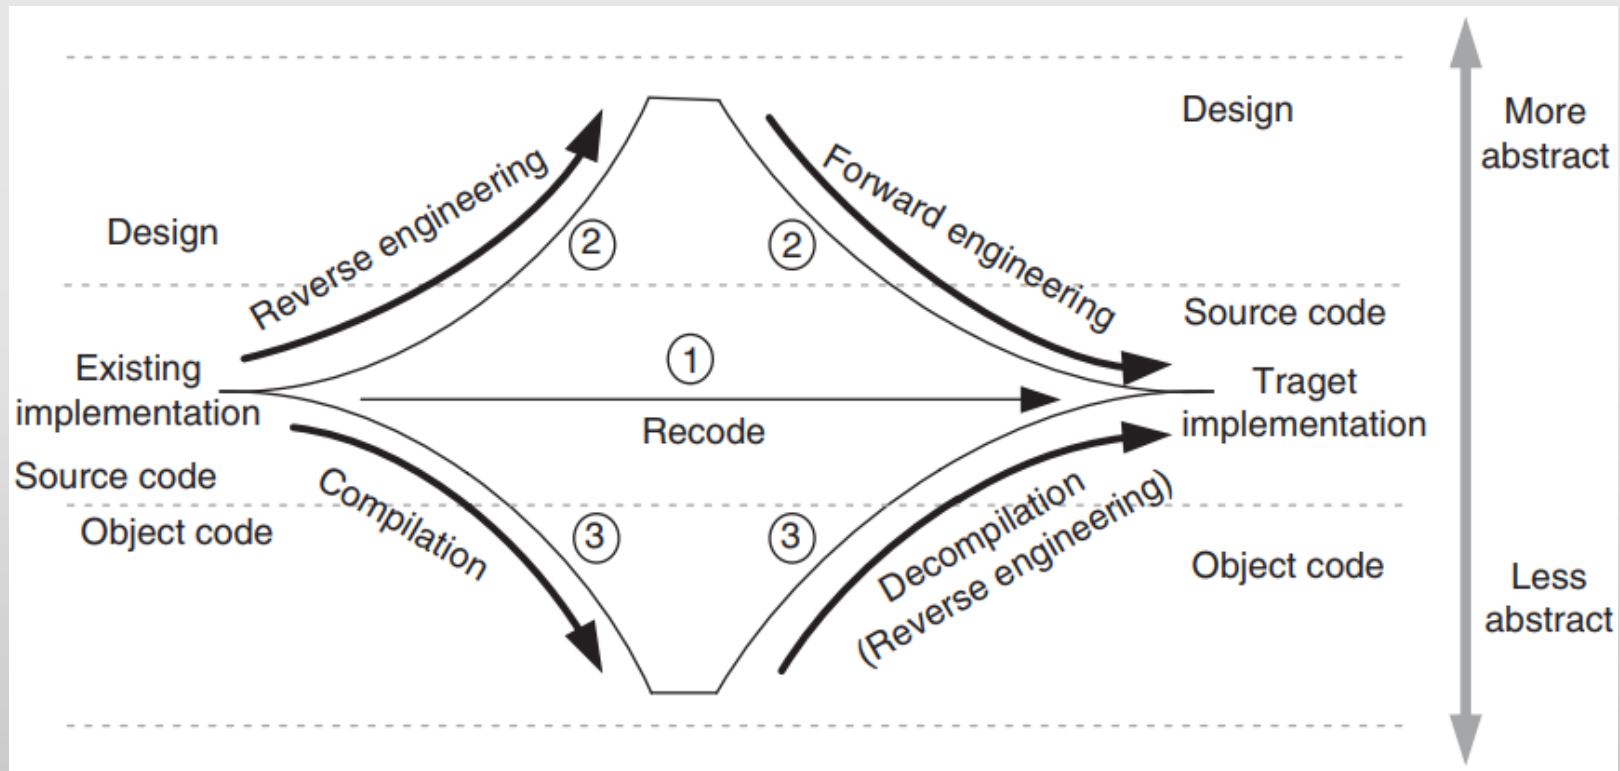 Design
More
abstract
Reverse engineering
Forward engineering
Design
2
2
Source code
1
Existing
implementation
Traget
implementation
Recode
Source code
Compilation
Decompilation
(Reverse engineering)
Object code
3
3
Object code
Less
abstract